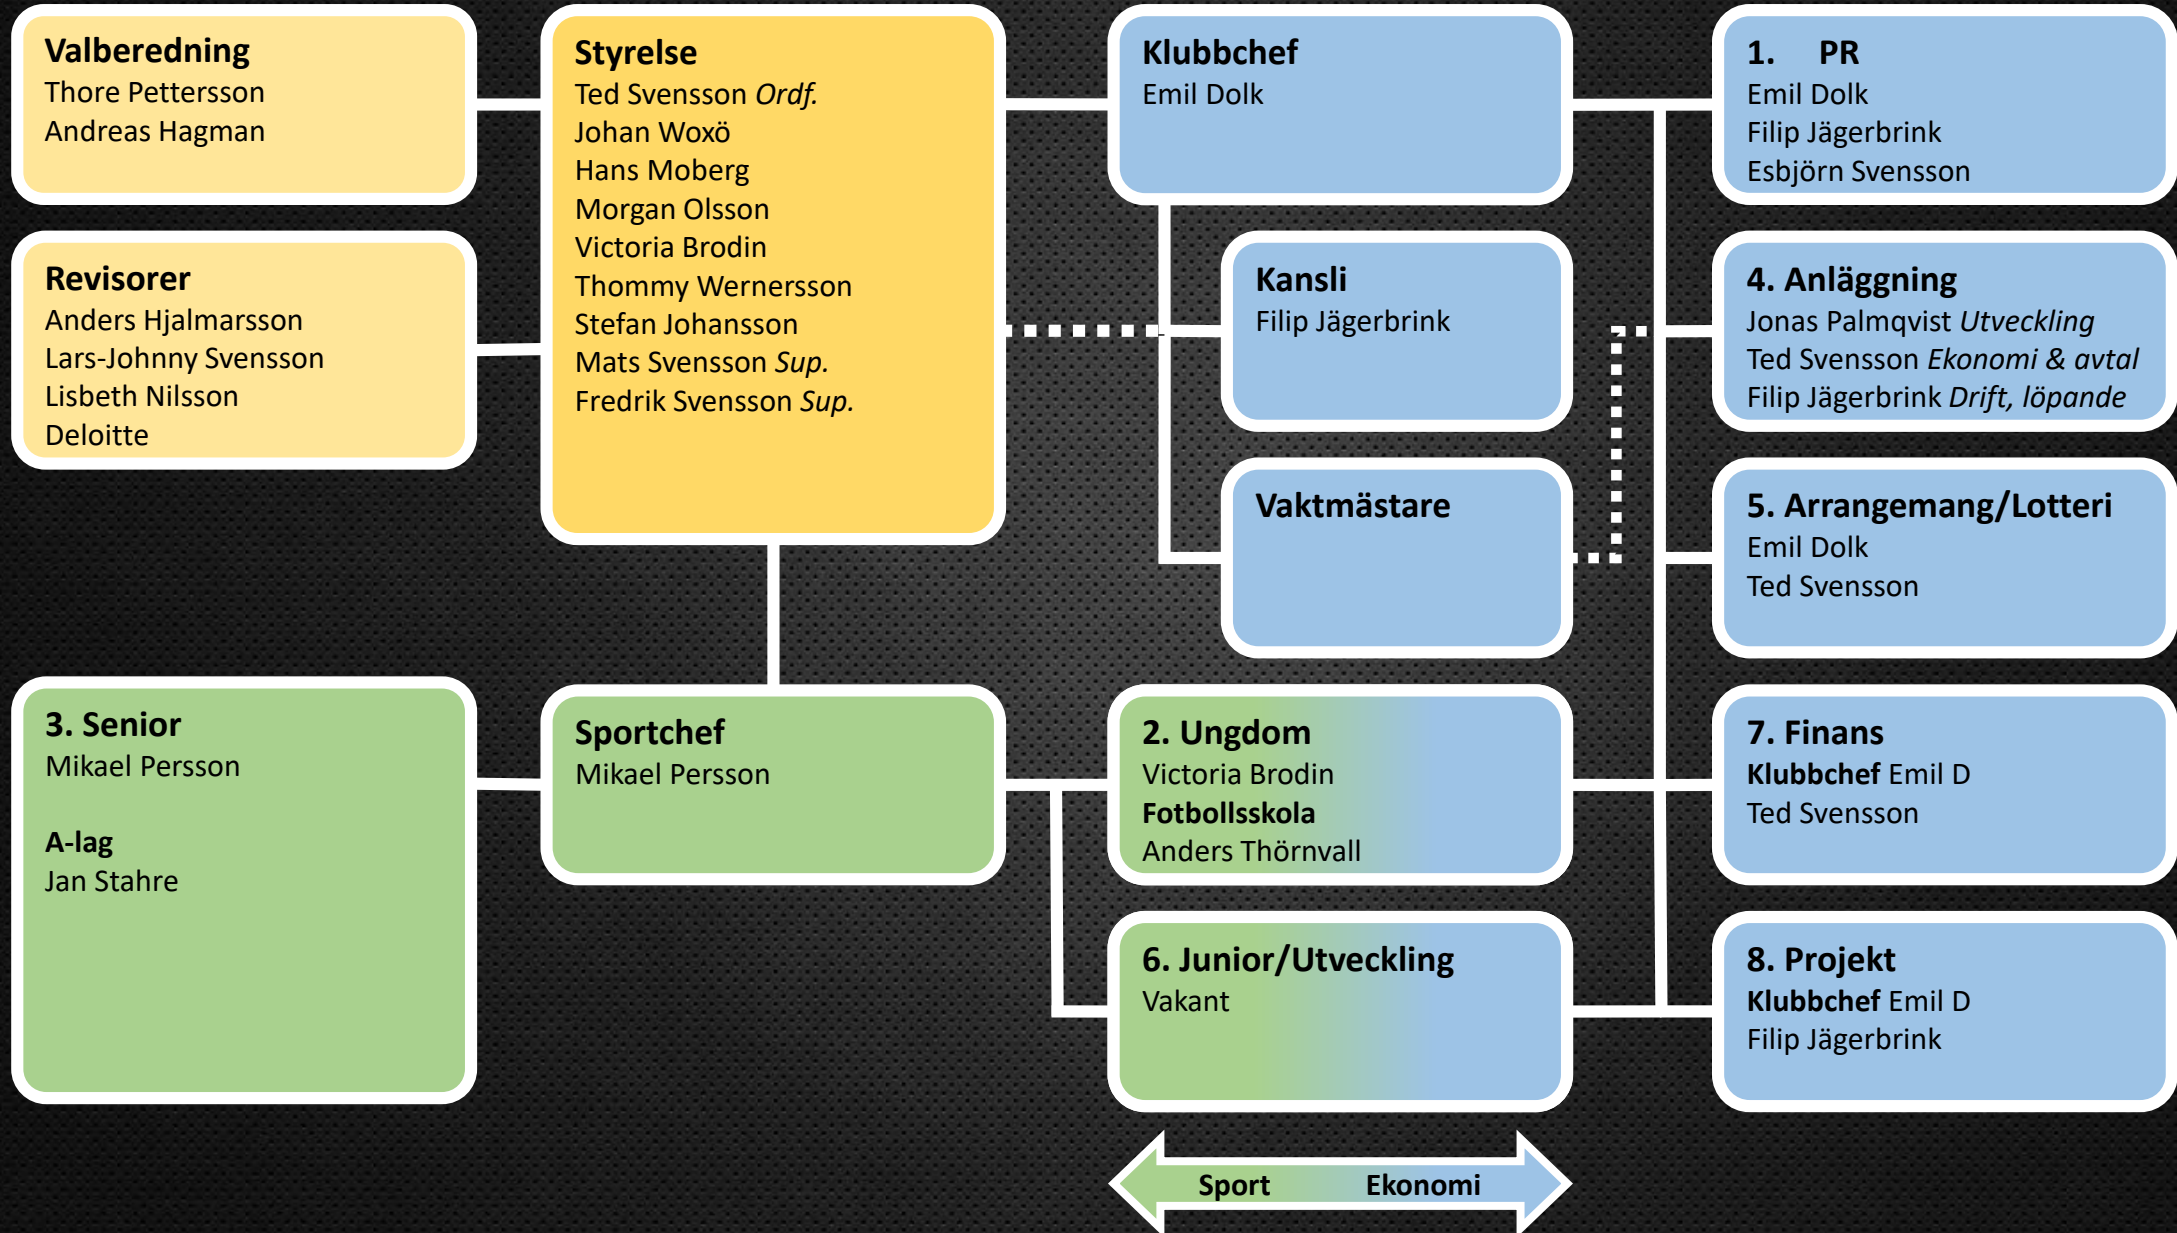 Valberedning
Thore Pettersson
Andreas Hagman
Revisorer
Anders Hjalmarsson
Lars-Johnny Svensson
Lisbeth Nilsson
Deloitte
Styrelse
Ted Svensson Ordf.
Johan Woxö
Hans Moberg
Morgan Olsson
Victoria Brodin
Thommy Wernersson
Stefan Johansson
Mats Svensson Sup.
Fredrik Svensson Sup.
Klubbchef
Emil Dolk
Kansli
Filip Jägerbrink
Vaktmästare
1. PR
Emil Dolk
Filip Jägerbrink
Esbjörn Svensson
4. Anläggning
Jonas Palmqvist Utveckling
Ted Svensson Ekonomi & avtal
Filip Jägerbrink Drift, löpande
5. Arrangemang/Lotteri
Emil Dolk
Ted Svensson
3. Senior
Mikael Persson
A-lag
Jan Stahre
Sportchef
Mikael Persson
2. Ungdom
Victoria Brodin
Fotbollsskola
Anders Thörnvall
6. Junior/Utveckling
Vakant
7. Finans
Klubbchef Emil D
Ted Svensson
8. Projekt
Klubbchef Emil D
Filip Jägerbrink
Sport Ekonomi